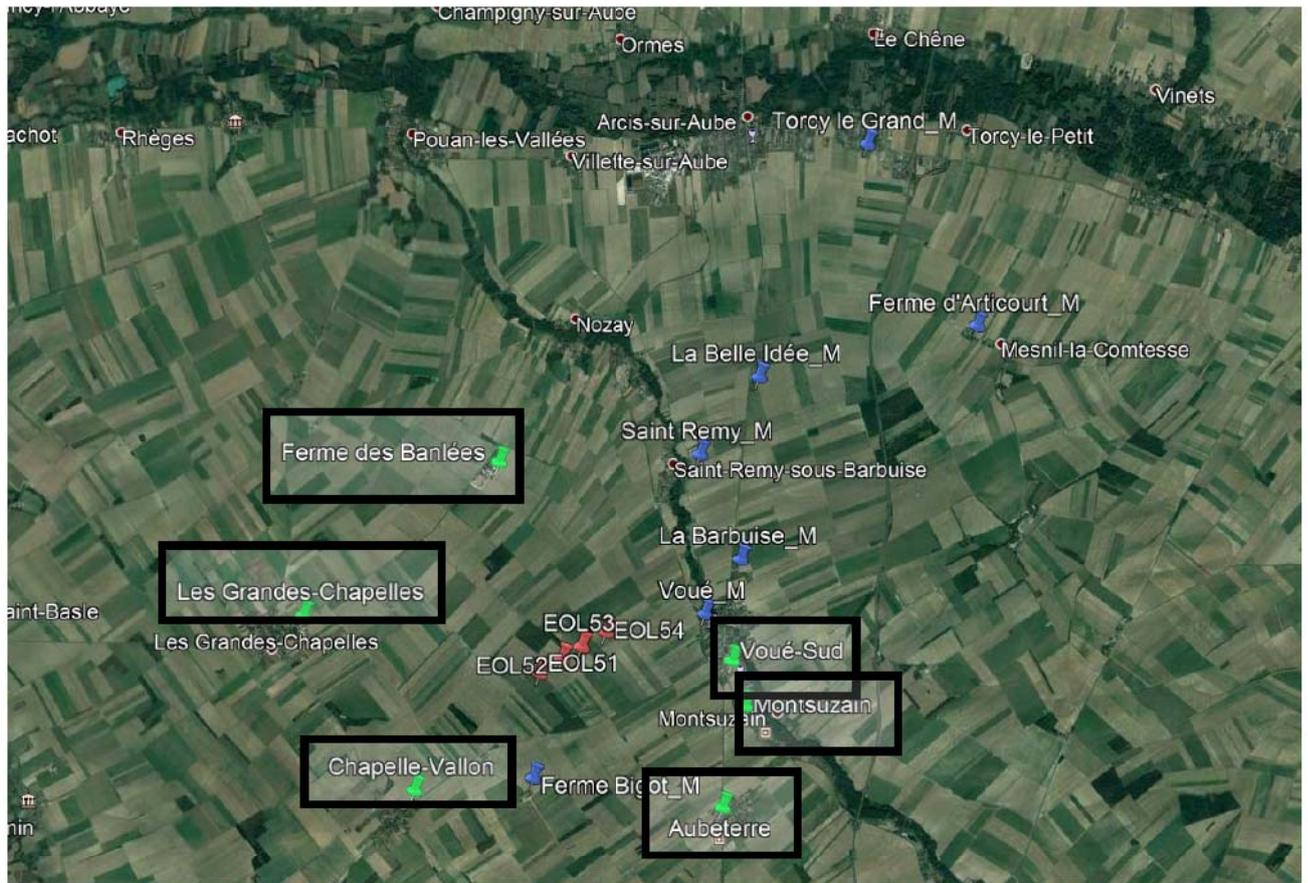 Champigny-sur-Aube
Ormes
Le Chêne
Vinets
achot
Rhèges
Pouan-les-Vallées
Arcis-sur-Aube
Torcy le Grand_M
Torcy-le-Petit
Villette-sur-Aube
Ferme d'Articourt_M
Nozay
Mesnil-la-Comtesse
La Belle Idée_M
Saint Remy_M
Ferme des Banlées
Saint-Remy-sous-Barbuise
La Barbuise_M
Les Grandes-Chapelles
Voué_M
aint-Basle
EOL53
EOL54
Les Grandes-Chapelles
Voué-Sud
EOL52
EOL51
Montsuzain
Montsuzain
Chapelle-Vallon
Ferme Bigot_M
Aubeterre
nin